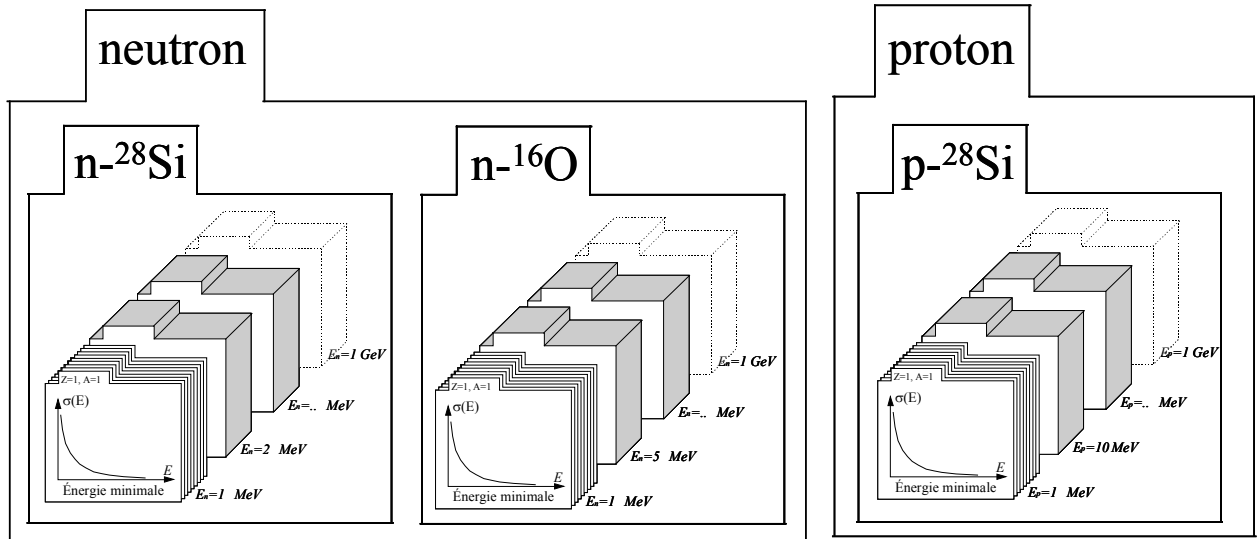 neutron
n-²⁸Si
Eₙ=1 GeV
Eₙ=.. MeV
Eₙ=2 MeV
Eₙ=1 MeV
Z=1, A=1
σ(E)
E
Énergie minimale
n-¹⁶O
Eₙ=1 GeV
Eₙ=.. MeV
Eₙ=5 MeV
Eₙ=1 MeV
Z=1, A=1
σ(E)
E
Énergie minimale
proton
p-²⁸Si
Eₚ=1 GeV
Eₚ=.. MeV
Eₚ=10 MeV
Eₚ=1 MeV
Z=1, A=1
σ(E)
E
Énergie minimale